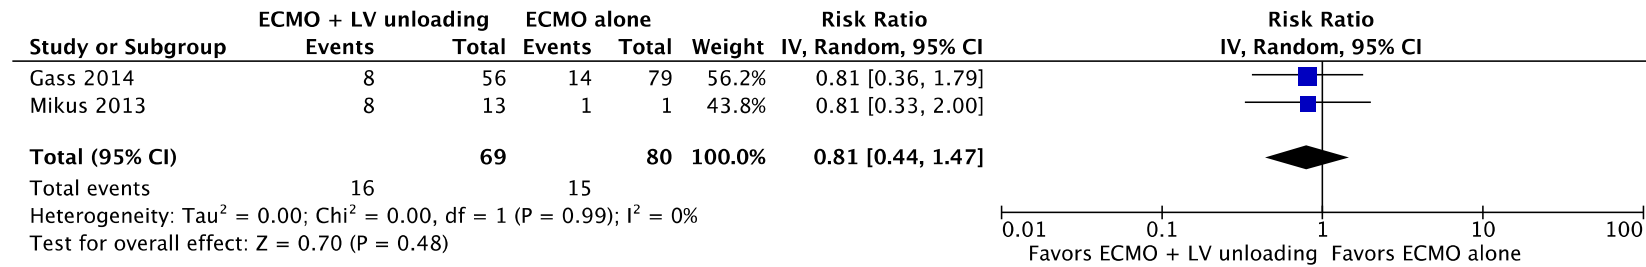 ECMO + LV unloading ECMO alone Risk Ratio Risk Ratio
Study or Subgroup Events Total Events Total Weight IV, Random, 95% CI IV, Random, 95% CI
Gass 2014 8 56 14 79 56.2% 0.81 [0.36, 1.79]
Mikus 2013 8 13 1 1 43.8% 0.81 [0.33, 2.00]
Total (95% CI) 69 80 100.0% 0.81 [0.44, 1.47]
Total events 16 15
Heterogeneity: Tau² = 0.00; Chi² = 0.00, df = 1 (P = 0.99); I² = 0%
Test for overall effect: Z = 0.70 (P = 0.48)
0.01 0.1 1 10 100
Favors ECMO + LV unloading Favors ECMO alone